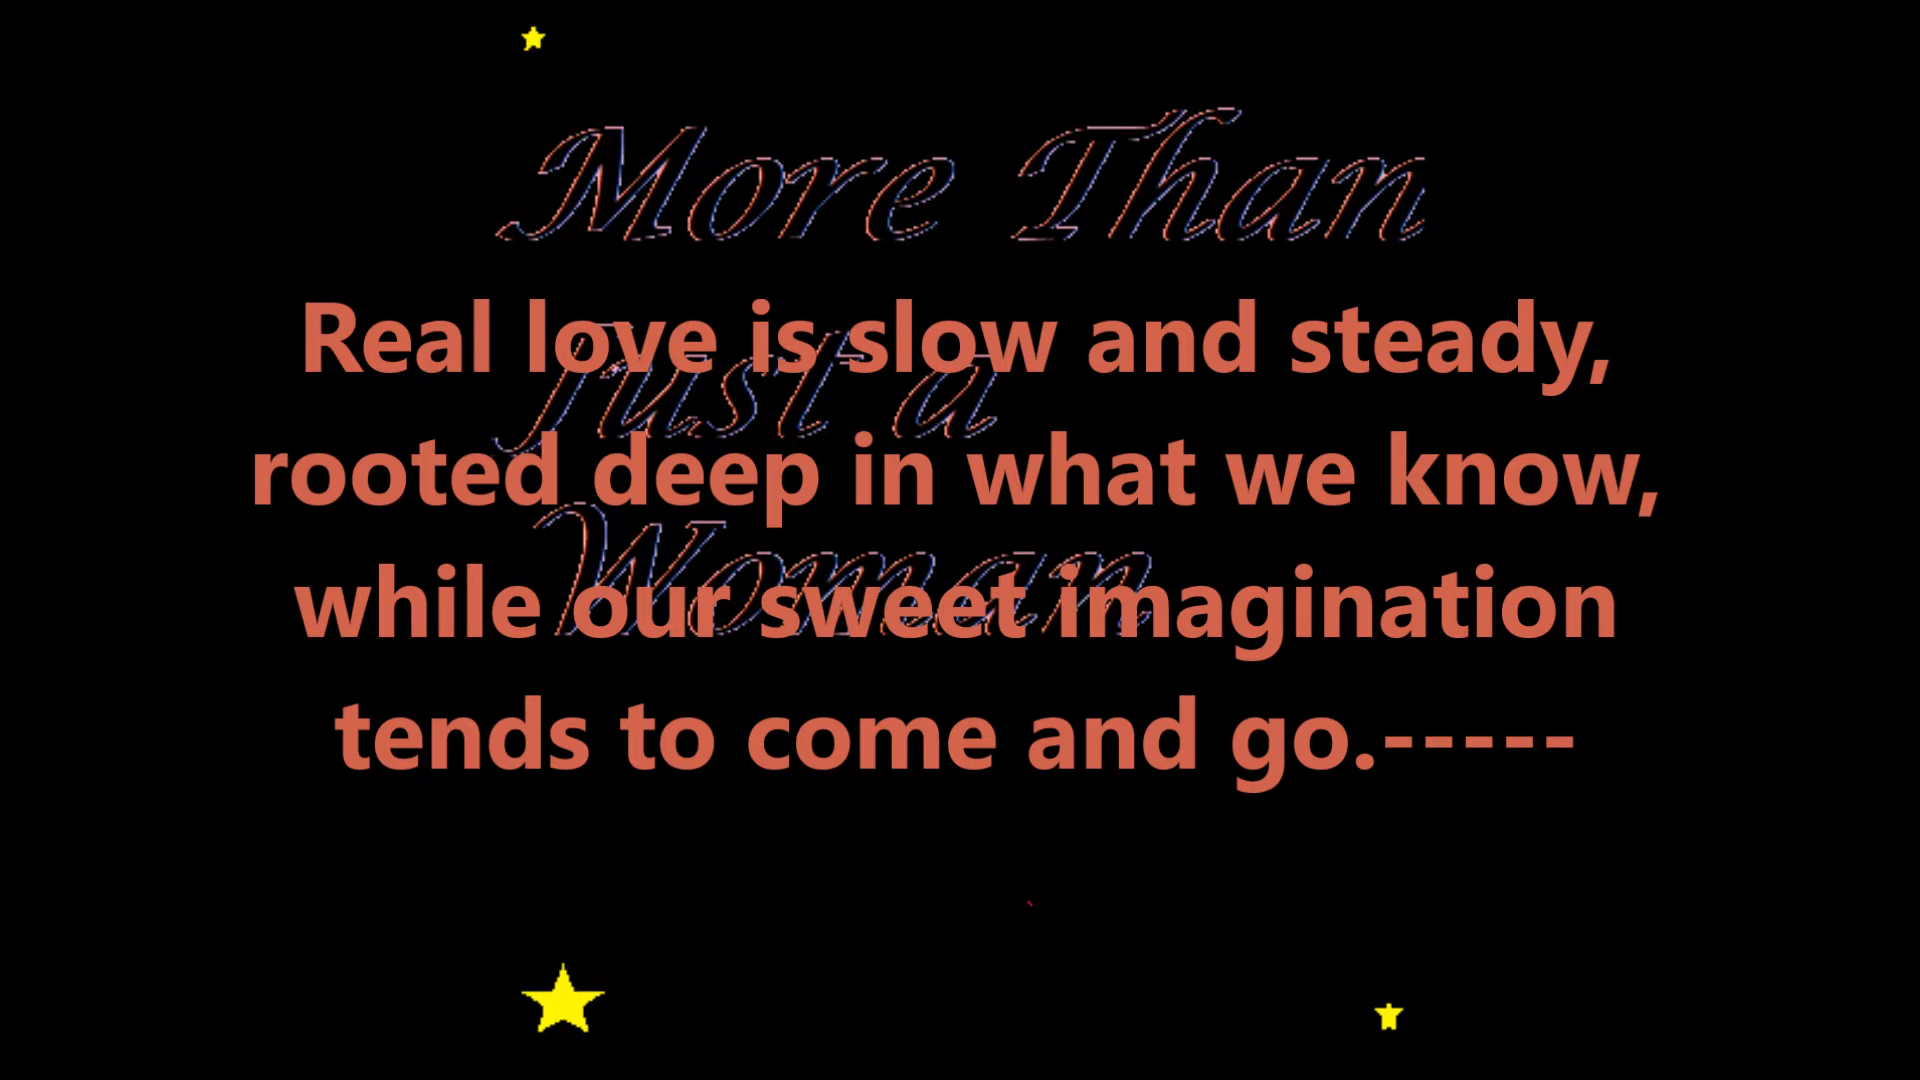 More Than
Real love is slow and steady,
Just a
rooted deep in what we know,
Woman
while our sweet imagination
tends to come and go.-----